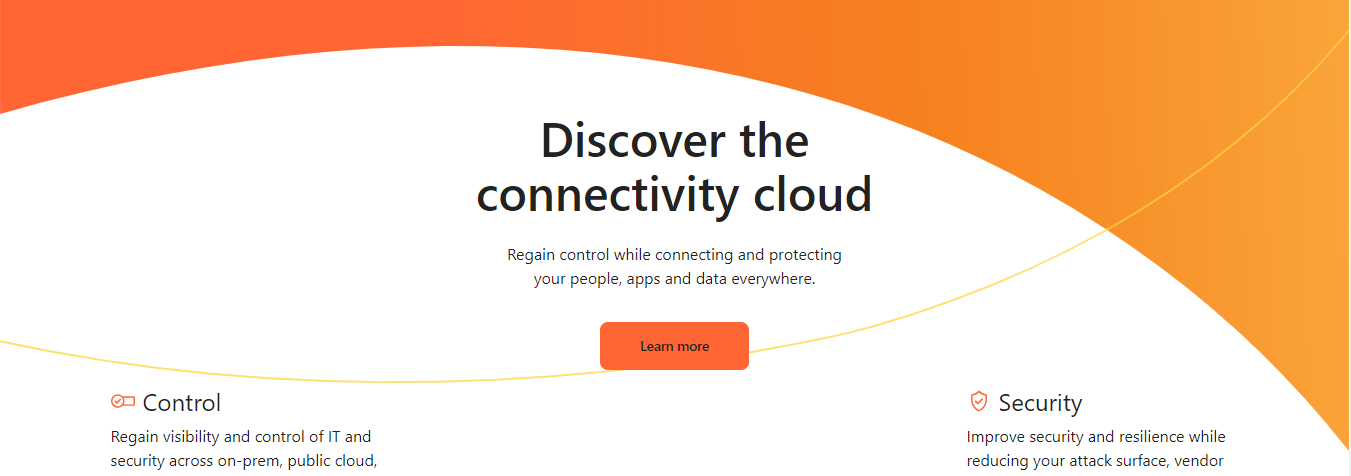 Discover the
connectivity cloud
Regain control while connecting and protecting
your people, apps and data everywhere.
Learn more
Control
Regain visibility and control of IT and
security across on-prem, public cloud,
Security
Improve security and resilience while
reducing your attack surface, vendor